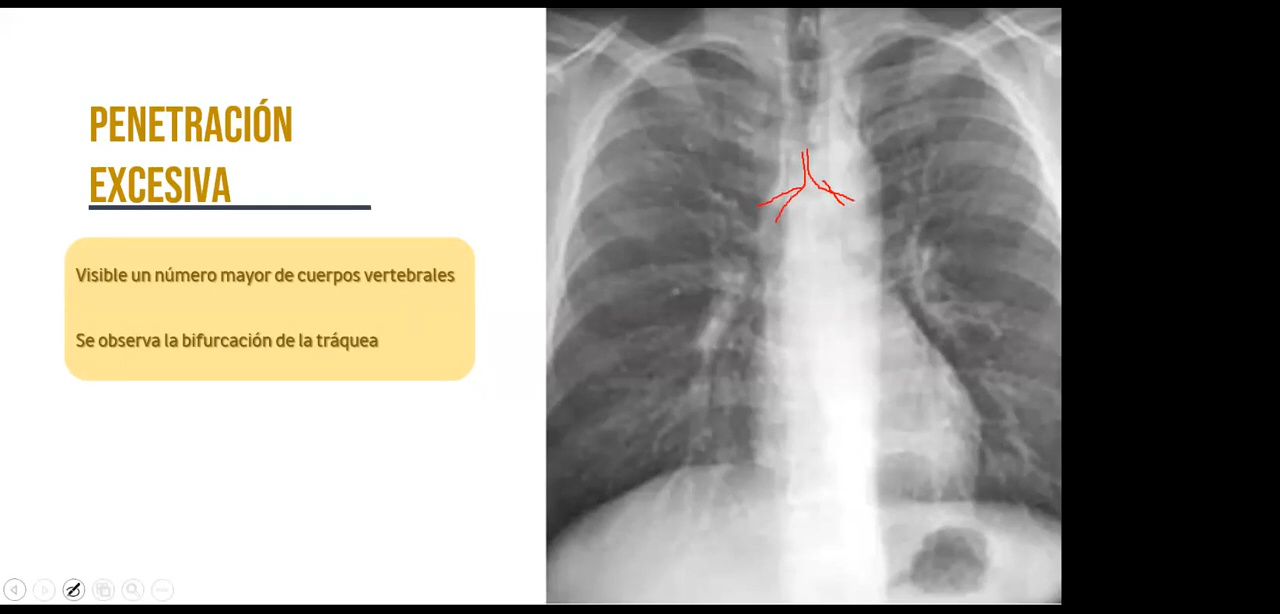 PENETRACIÓN
EXCESIVA
Visible un número mayor de cuerpos vertebrales
Se observa la bifurcación de la tráquea